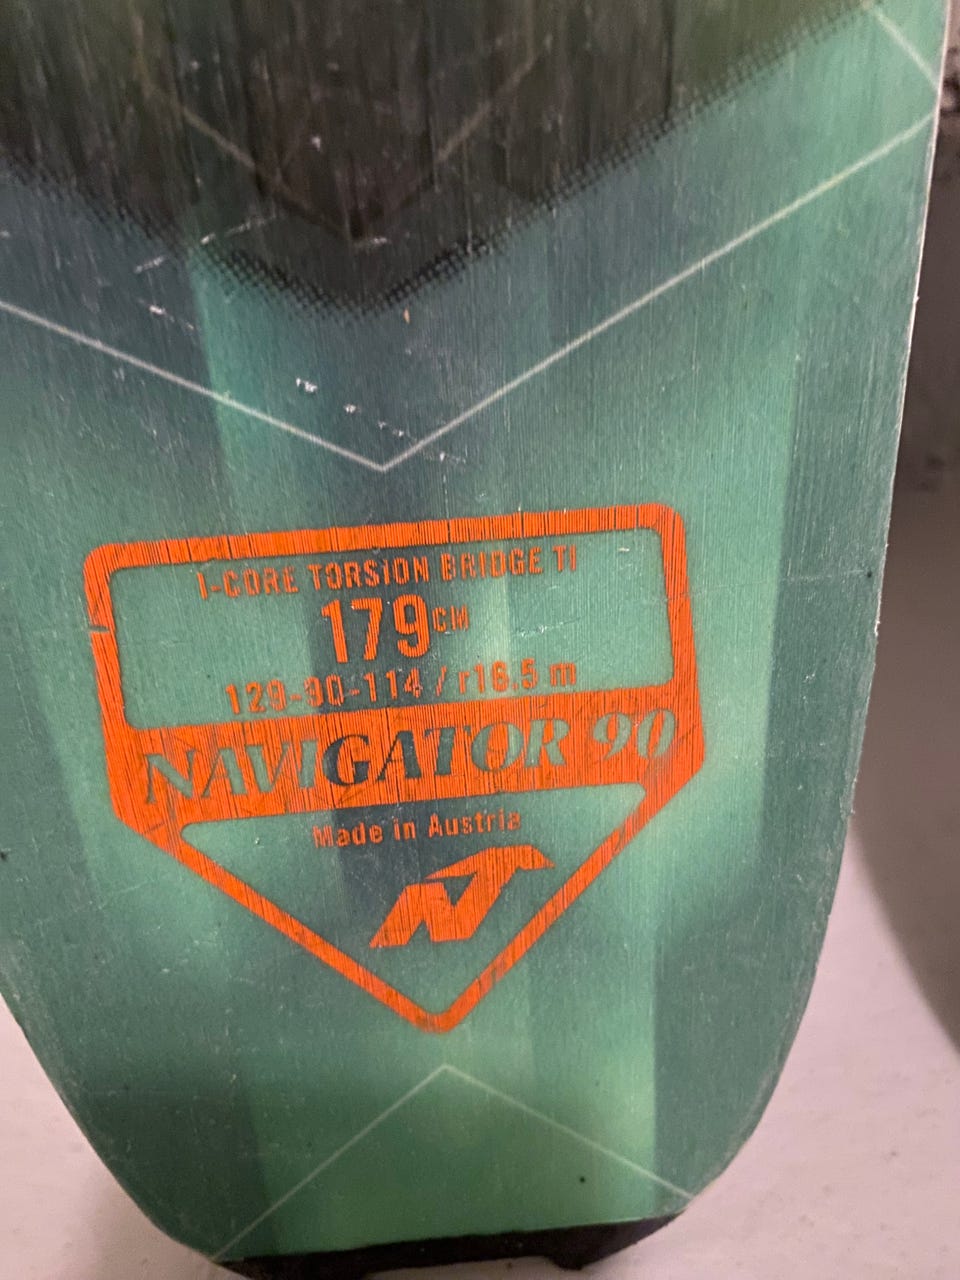 I-CORE TORSION BRIDGE TI
179CM
129-90-114 / r16.5 m
NAVIGATOR 90
Made in Austria